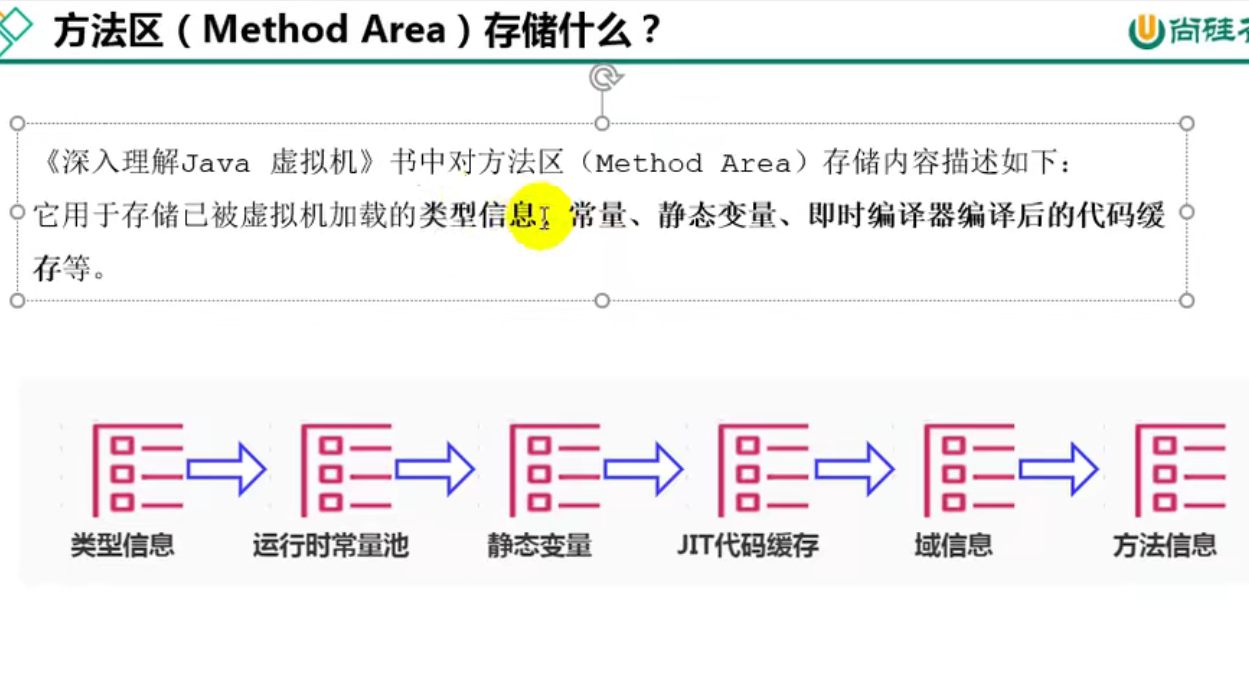 方法区（Method Area）存储什么？
尚硅
《深入理解Java 虚拟机》书中对方法区（Method Area）存储内容描述如下：
它用于存储已被虚拟机加载的类型信息、常量、静态变量、即时编译器编译后的代码缓
存等。
类型信息
运行时常量池
静态变量
JIT代码缓存
域信息
方法信息